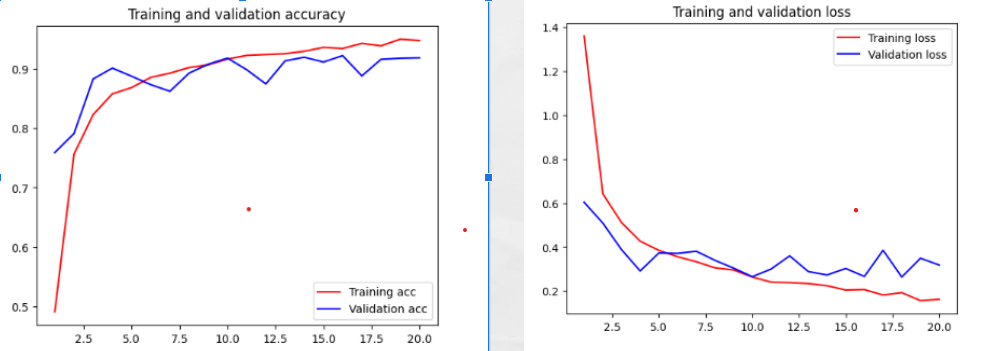 Training and validation accuracy
0.9
0.8
0.7
0.6
0.5
Training acc
Validation acc
2.5 5.0 7.5 10.0 12.5 15.0 17.5 20.0
Training and validation loss
1.4
1.2
1.0
0.8
0.6
0.4
0.2
Training loss
Validation loss
2.5 5.0 7.5 10.0 12.5 15.0 17.5 20.0